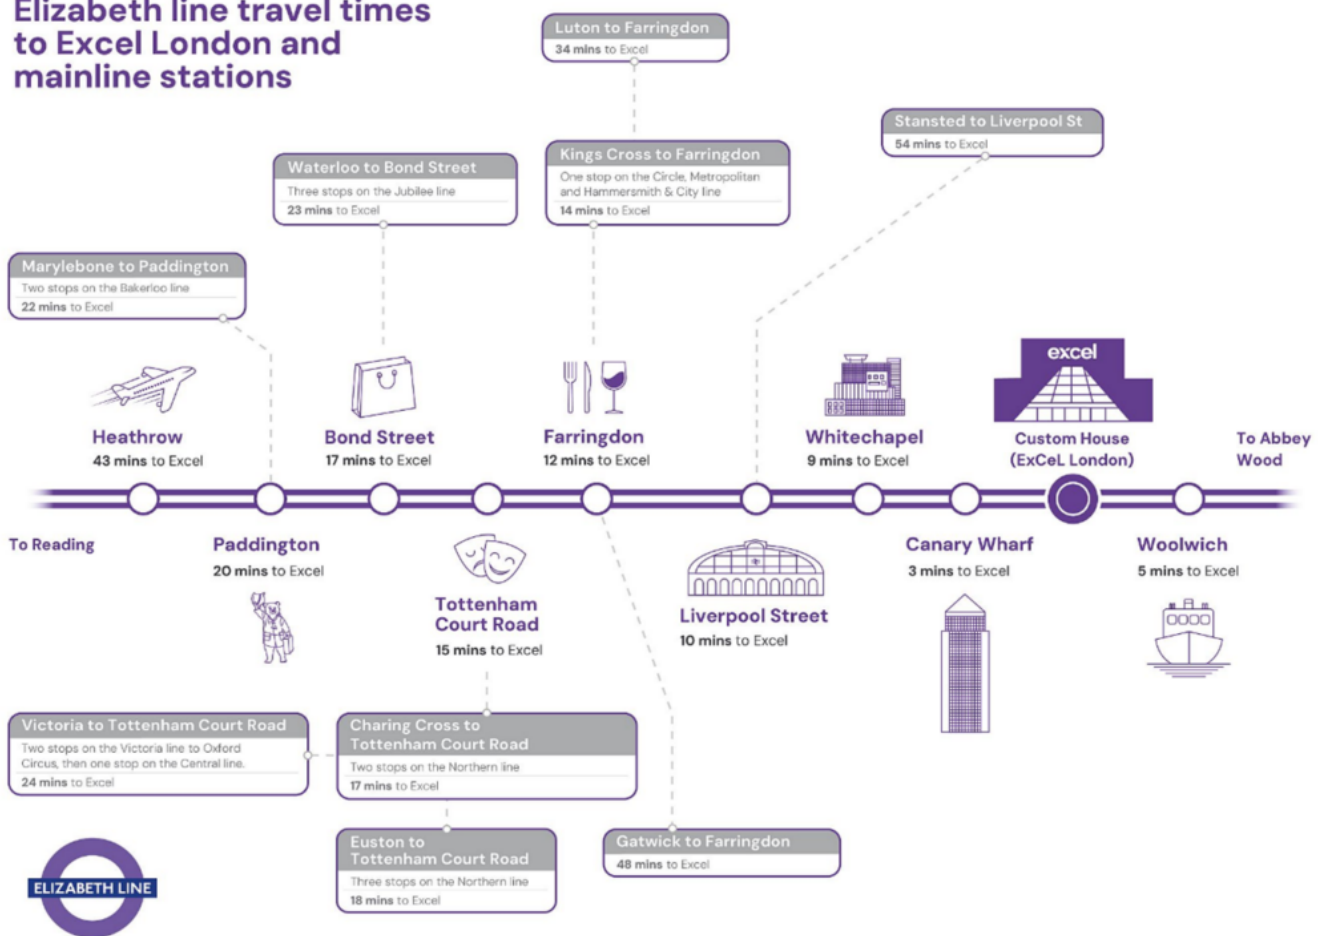 Elizabeth line travel times
to Excel London and
mainline stations
Luton to Farringdon
34 mins to Excel
Stansted to Liverpool St
54 mins to Excel
Kings Cross to Farringdon
One stop on the Circle, Metropolitan
and Hammersmith & City line
14 mins to Excel
Waterloo to Bond Street
Three stops on the Jubilee line
23 mins to Excel
Marylebone to Paddington
Two stops on the Bakerloo line
22 mins to Excel
excel
Heathrow
43 mins to Excel
Bond Street
17 mins to Excel
Farringdon
12 mins to Excel
Whitechapel
9 mins to Excel
Custom House
(ExCeL London)
To Abbey
Wood
To Reading
Paddington
20 mins to Excel
Tottenham
Court Road
15 mins to Excel
Liverpool Street
10 mins to Excel
Canary Wharf
3 mins to Excel
Woolwich
5 mins to Excel
Victoria to Tottenham Court Road
Two stops on the Victoria line to Oxford
Circus, then one stop on the Central line.
24 mins to Excel
Charing Cross to
Tottenham Court Road
Two stops on the Northern line
17 mins to Excel
Euston to
Tottenham Court Road
Three stops on the Northern line
18 mins to Excel
Gatwick to Farringdon
48 mins to Excel
ELIZABETH LINE